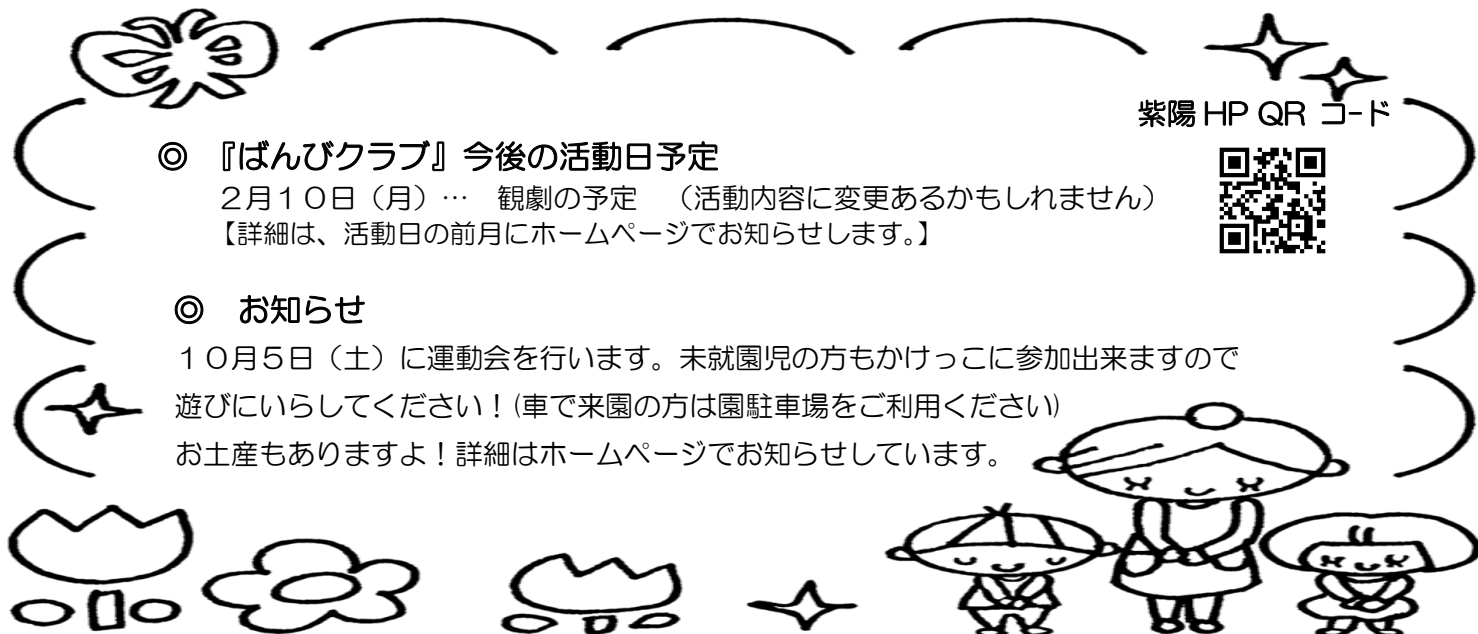 紫陽 HP QR コード
◎ 『ばんびクラブ』今後の活動日予定
２月１０日（月）… 観劇の予定 （活動内容に変更あるかもしれません）
【詳細は、活動日の前月にホームページでお知らせします。】
◎ お知らせ
１０月５日（土）に運動会を行います。未就園児の方もかけっこに参加出来ますので
遊びにいらしてください！(車で来園の方は園駐車場をご利用ください)
お土産もありますよ！詳細はホームページでお知らせしています。